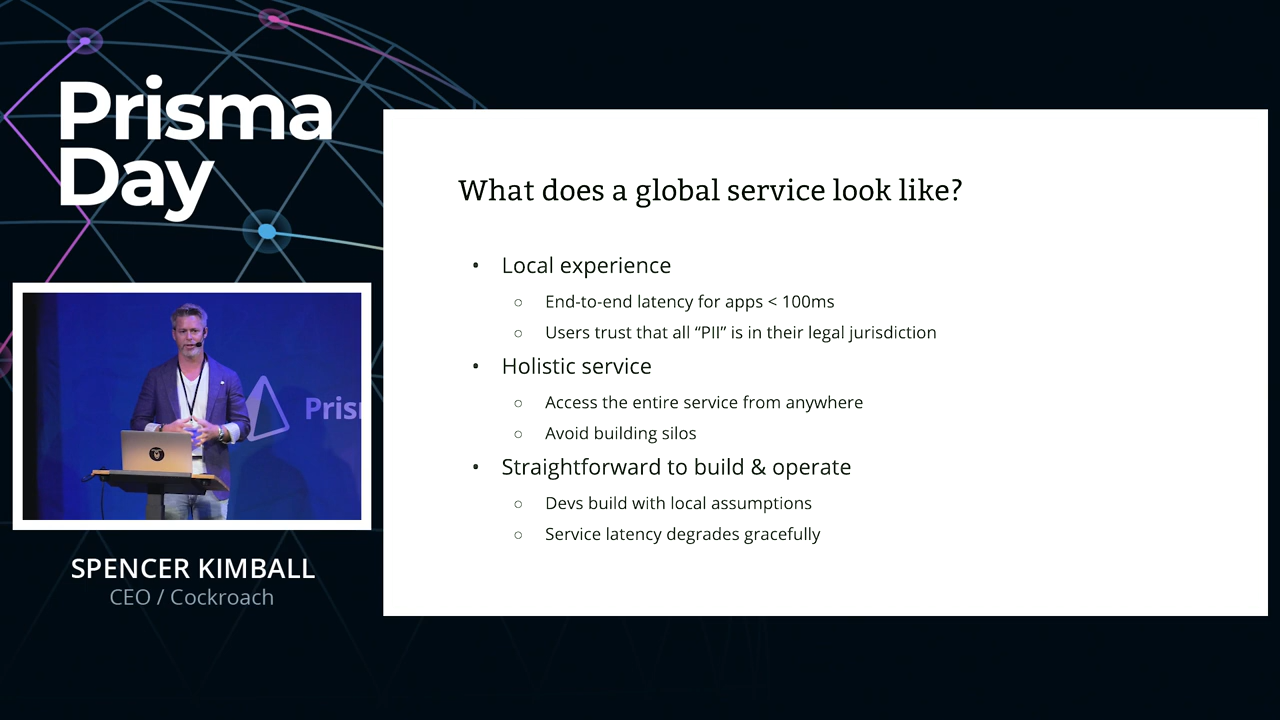 Prisma
Day
What does a global service look like?
• Local experience
○ End-to-end latency for apps < 100ms
○ Users trust that all “PII” is in their legal jurisdiction
• Holistic service
○ Access the entire service from anywhere
○ Avoid building silos
• Straightforward to build & operate
○ Devs build with local assumptions
○ Service latency degrades gracefully
Pris
SPENCER KIMBALL
CEO / Cockroach